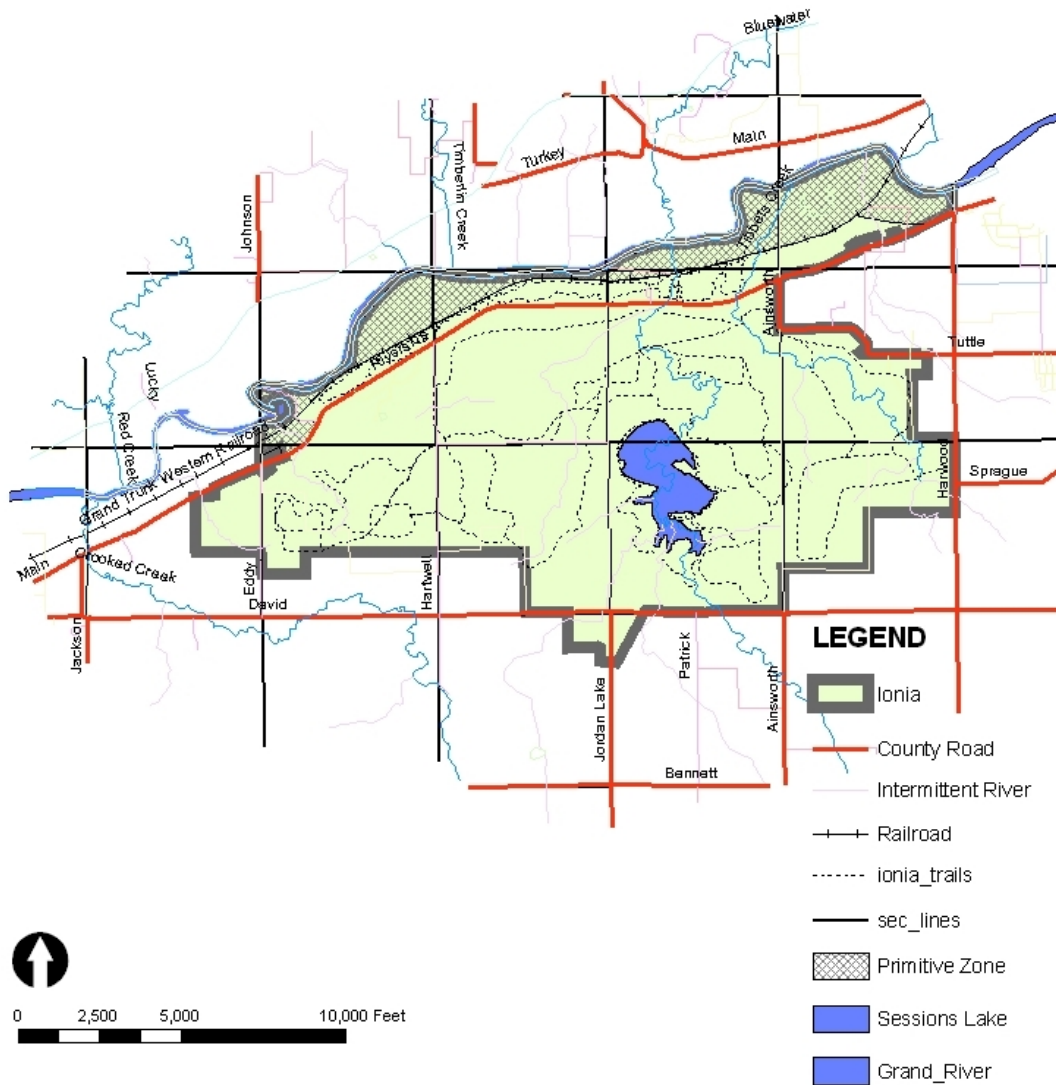 Bluewater
Main
Turkey
Timberlin Creek
Johnson
Tibbets Creek
Ainsworth
Riverside
Tuttle
Lucky
Red Creek
Grand Trunk Western Railroad
Harwood
Sprague
Main
Crooked Creek
Eddy
David
Hartwell
Jackson
Jordan Lake
Patrick
Ainsworth
Bennett
LEGEND
Ionia
County Road
Intermittent River
Railroad
ionia_trails
sec_lines
Primitive Zone
Sessions Lake
Grand_River
0 2,500 5,000 10,000 Feet